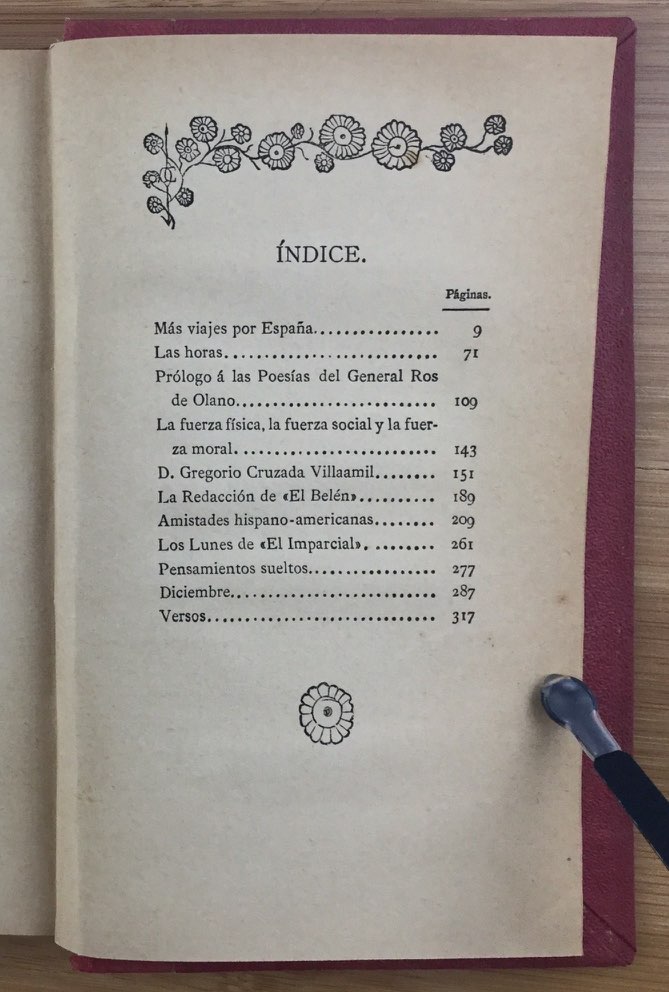 ÍNDICE.
Páginas.
Más viajes por España................ 9
Las horas........................... 71
Prólogo á las Poesías del General Ros
de Olano......................... 109
La fuerza física, la fuerza social y la fuer-
za moral.......................... 143
D. Gregorio Cruzada Villaamil........ 151
La Redacción de «El Belén».......... 189
Amistades hispano-americanas........ 209
Los Lunes de «El Imparcial». ........ 261
Pensamientos sueltos................ 277
Diciembre.......................... 287
Versos............................. 317